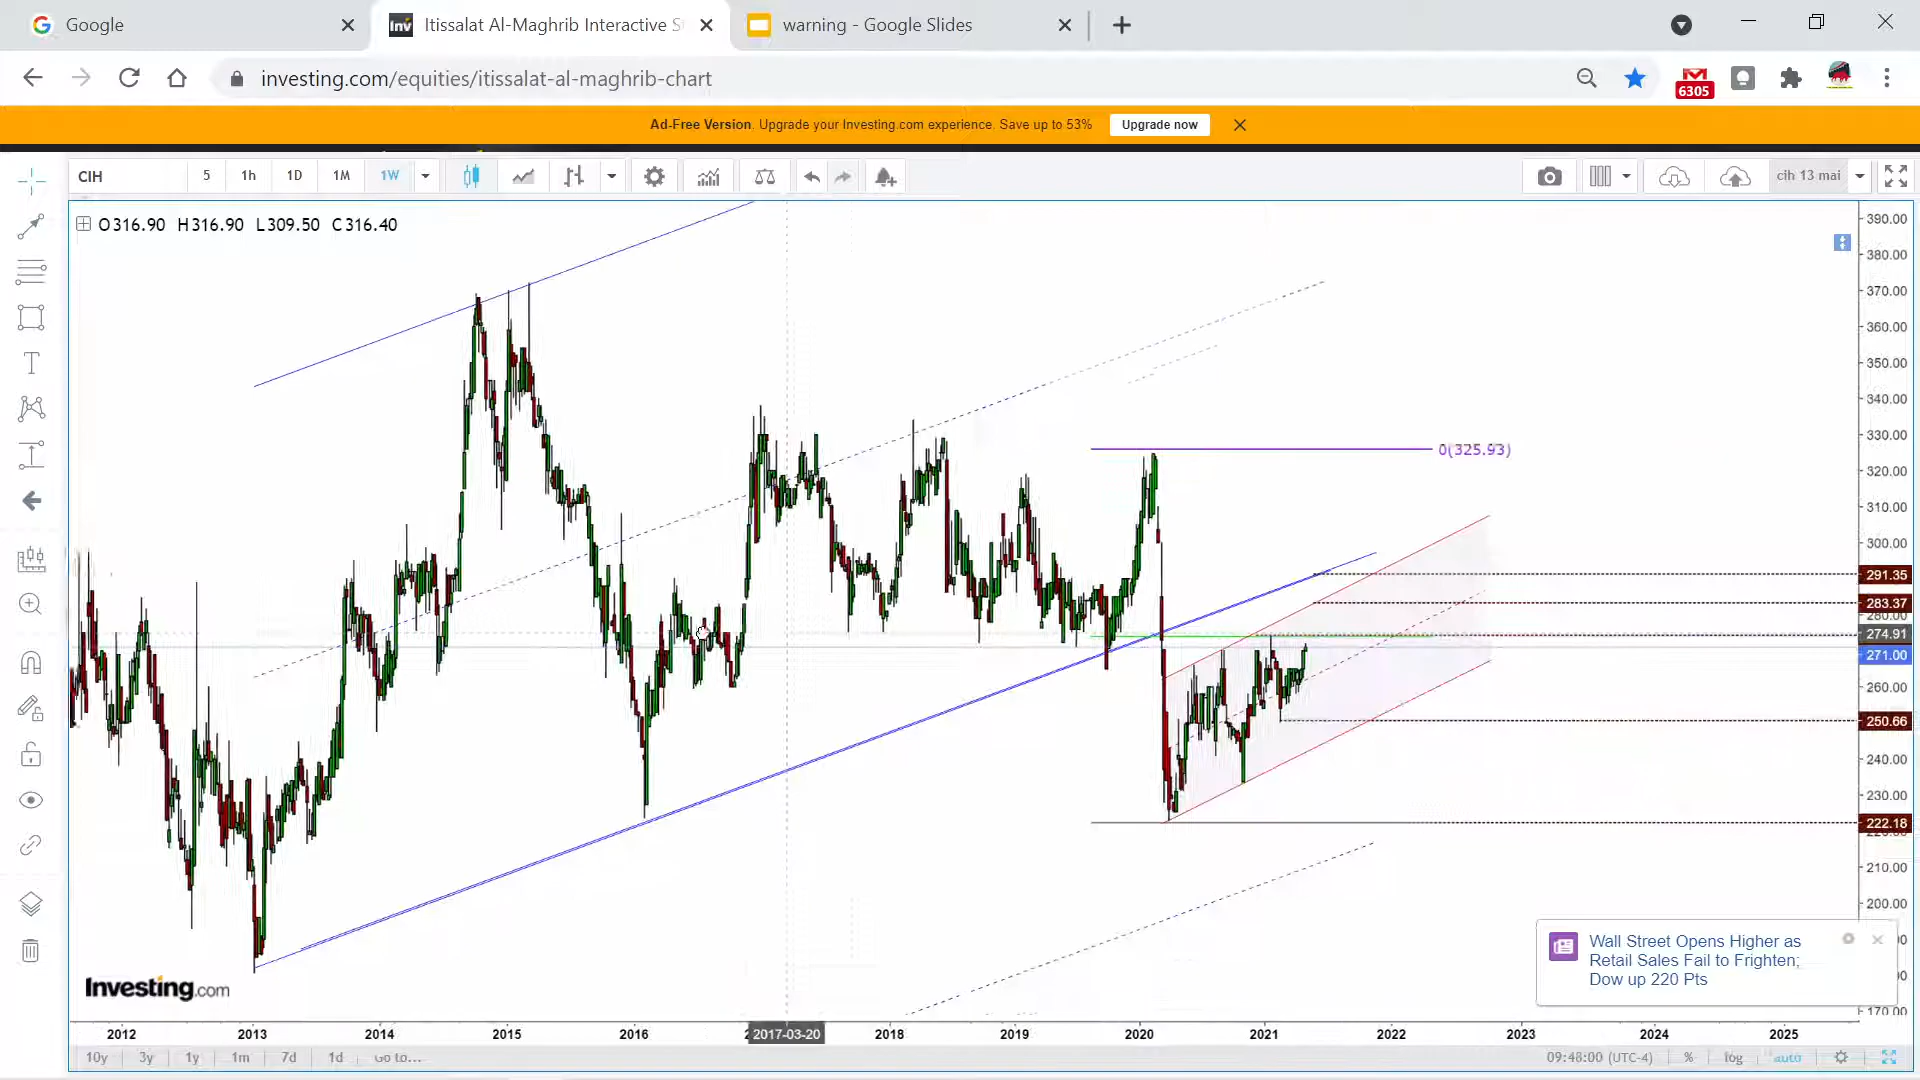 Google
Itissalat Al-Maghrib Interactive S
warning - Google Slides
investing.com/equities/itissalat-al-maghrib-chart
6305
Ad-Free Version. Upgrade your Investing.com experience. Save up to 53%
Upgrade now
CIH
5
1h
1D
1M
1W
cih 13 mai
O316.90 H316.90 L309.50 C316.40
390.00
380.00
370.00
360.00
350.00
340.00
330.00
0(325.93)
320.00
310.00
300.00
291.35
283.37
280.00
274.91
271.00
260.00
250.66
240.00
230.00
222.18
210.00
200.00
Wall Street Opens Higher as
Retail Sales Fail to Frighten;
Dow up 220 Pts
Investing.com
170.00
2012
2013
2014
2015
2016
2017-03-20
2018
2019
2020
2021
2022
2023
2024
2025
10y
3y
1y
1m
7d
1d
Go to...
09:48:00 (UTC-4)
%
log
auto